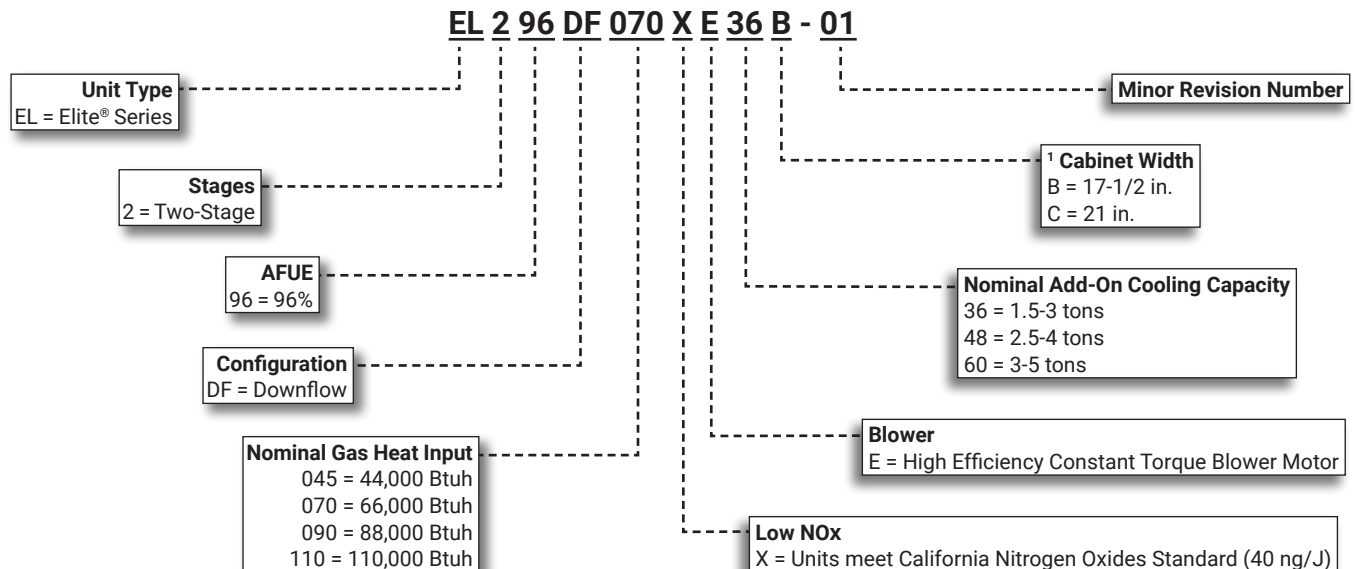 EL 2 96 DF 070 X E 36 B - 01
Unit Type
EL = Elite® Series
Minor Revision Number
¹ Cabinet Width
B = 17-1/2 in.
C = 21 in.
Stages
2 = Two-Stage
AFUE
96 = 96%
Nominal Add-On Cooling Capacity
36 = 1.5-3 tons
48 = 2.5-4 tons
60 = 3-5 tons
Configuration
DF = Downflow
Blower
E = High Efficiency Constant Torque Blower Motor
Nominal Gas Heat Input
045 = 44,000 Btuh
070 = 66,000 Btuh
090 = 88,000 Btuh
110 = 110,000 Btuh
Low NOx
X = Units meet California Nitrogen Oxides Standard (40 ng/J)